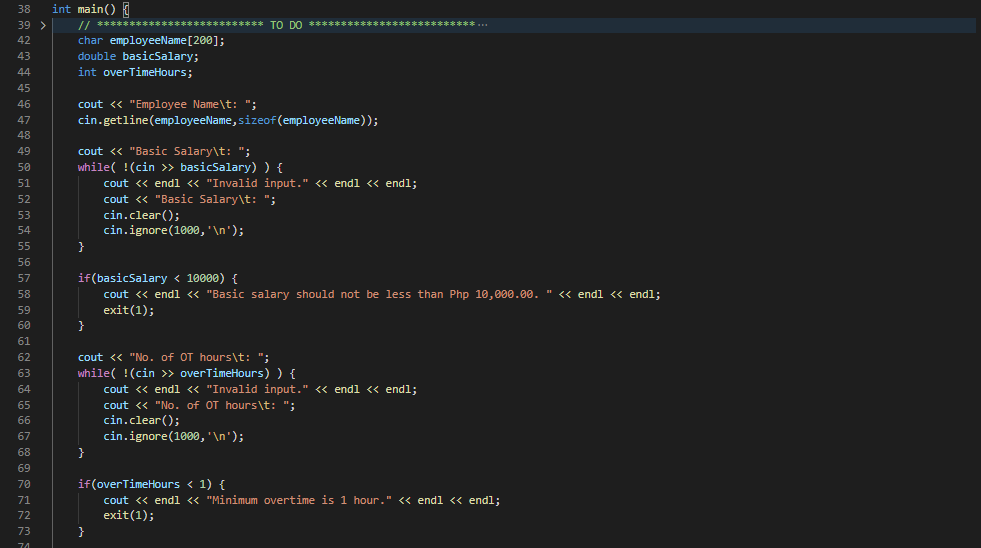 38 int main() {
39 > // ************************** TO DO **************************⋯
42 char employeeName[200];
43 double basicSalary;
44 int overTimeHours;
45
46 cout << "Employee Name\t: ";
47 cin.getline(employeeName,sizeof(employeeName));
48
49 cout << "Basic Salary\t: ";
50 while( !(cin >> basicSalary) ) {
51 cout << endl << "Invalid input." << endl << endl;
52 cout << "Basic Salary\t: ";
53 cin.clear();
54 cin.ignore(1000,'\n');
55 }
56
57 if(basicSalary < 10000) {
58 cout << endl << "Basic salary should not be less than Php 10,000.00. " << endl << endl;
59 exit(1);
60 }
61
62 cout << "No. of OT hours\t: ";
63 while( !(cin >> overTimeHours) ) {
64 cout << endl << "Invalid input." << endl << endl;
65 cout << "No. of OT hours\t: ";
66 cin.clear();
67 cin.ignore(1000,'\n');
68 }
69
70 if(overTimeHours < 1) {
71 cout << endl << "Minimum overtime is 1 hour." << endl << endl;
72 exit(1);
73 }
74